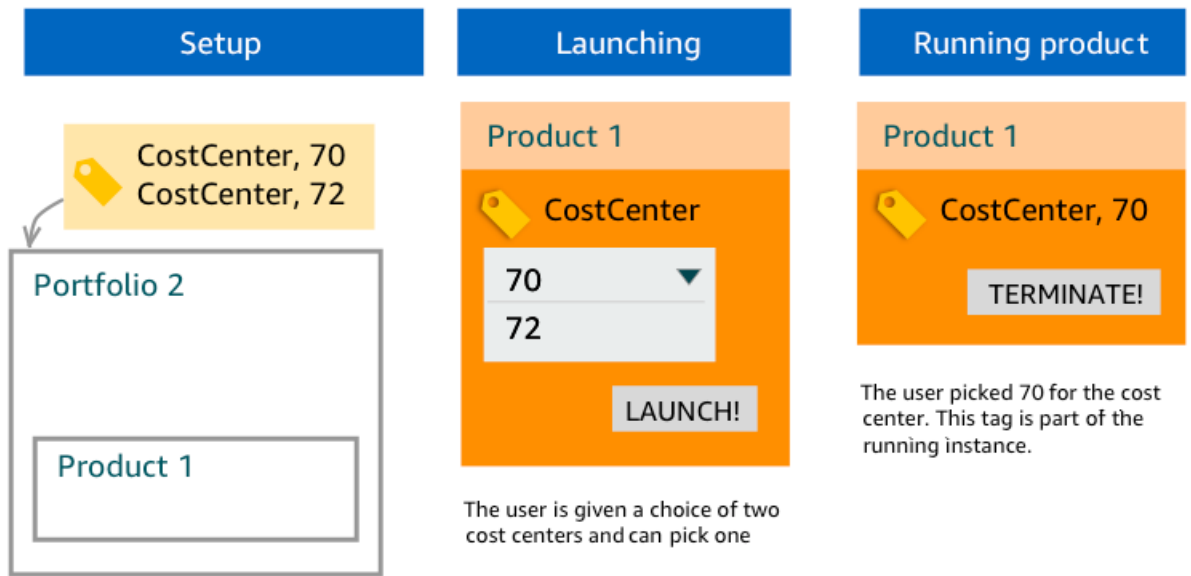 Setup
CostCenter, 70
CostCenter, 72
Portfolio 2
Product 1
Launching
Product 1
CostCenter
70
72
LAUNCH!
The user is given a choice of two
cost centers and can pick one
Running product
Product 1
CostCenter, 70
TERMINATE!
The user picked 70 for the cost
center. This tag is part of the
running instance.